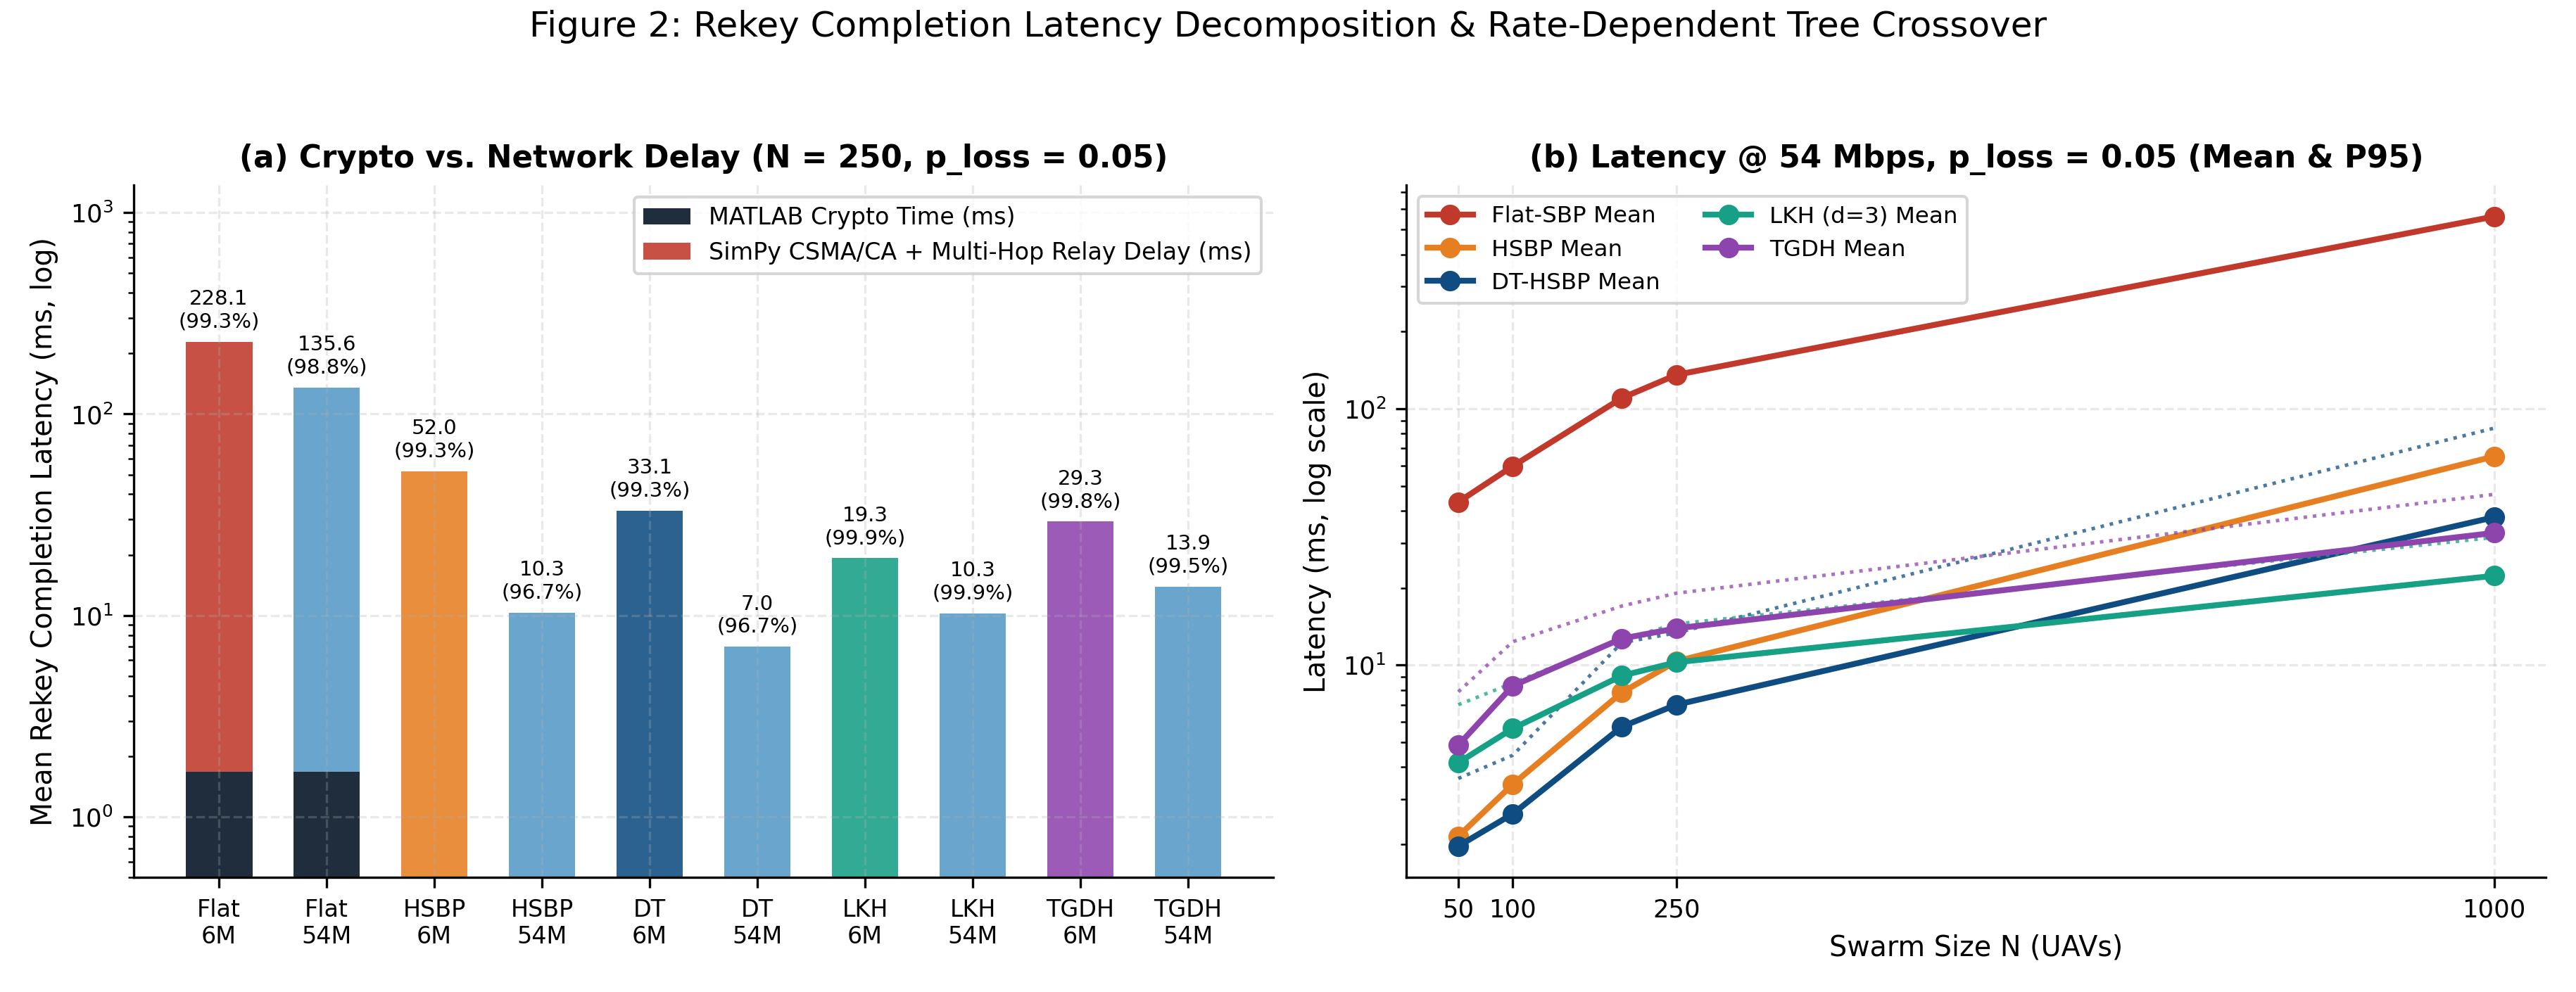 Figure 2: Rekey Completion Latency Decomposition & Rate-Dependent Tree Crossover
(a) Crypto vs. Network Delay (N = 250, p_loss = 0.05)
Mean Rekey Completion Latency (ms, log)
10³
10²
10¹
10⁰
MATLAB Crypto Time (ms)
SimPy CSMA/CA + Multi-Hop Relay Delay (ms)
228.1
(99.3%)
135.6
(98.8%)
52.0
(99.3%)
10.3
(96.7%)
33.1
(99.3%)
7.0
(96.7%)
19.3
(99.9%)
10.3
(99.9%)
29.3
(99.8%)
13.9
(99.5%)
Flat
6M
Flat
54M
HSBP
6M
HSBP
54M
DT
6M
DT
54M
LKH
6M
LKH
54M
TGDH
6M
TGDH
54M
(b) Latency @ 54 Mbps, p_loss = 0.05 (Mean & P95)
Latency (ms, log scale)
10²
10¹
Flat-SBP Mean
HSBP Mean
DT-HSBP Mean
LKH (d=3) Mean
TGDH Mean
50 100 250 1000
Swarm Size N (UAVs)